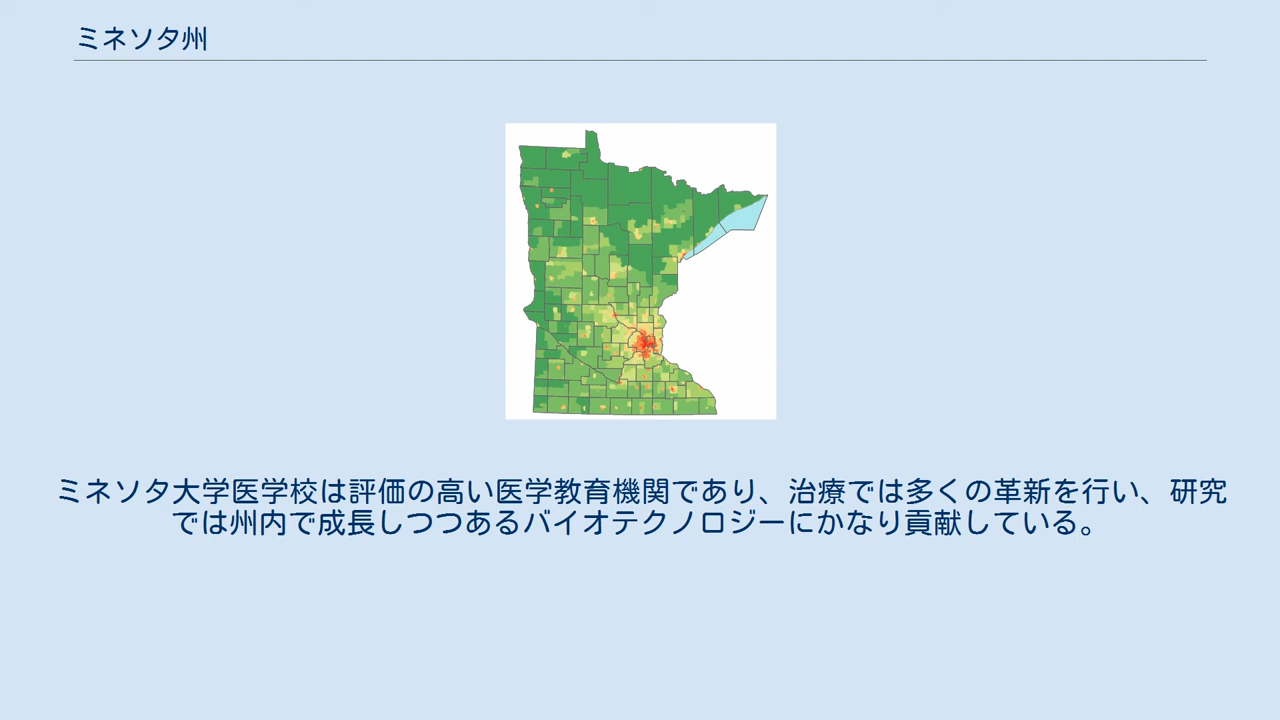 ミネソタ州
ミネソタ大学医学校は評価の高い医学教育機関であり、治療では多くの革新を行い、研究
では州内で成長しつつあるバイオテクノロジーにかなり貢献している。